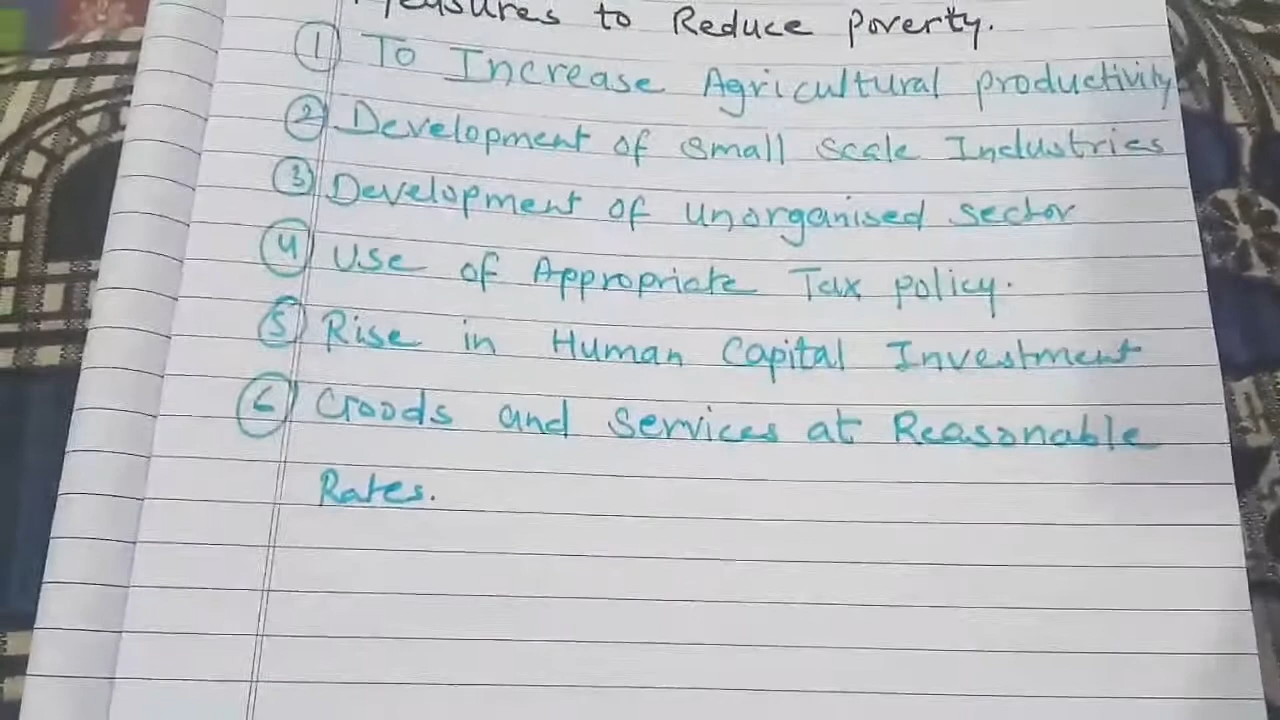 Measures to Reduce poverty.
① To Increase Agricultural productivity
② Development of small scale Industries
③ Development of unorganised sector
④ Use of Appropriate Tax policy.
⑤ Rise in Human Capital Investment
⑥ Goods and services at Reasonable
Rates.